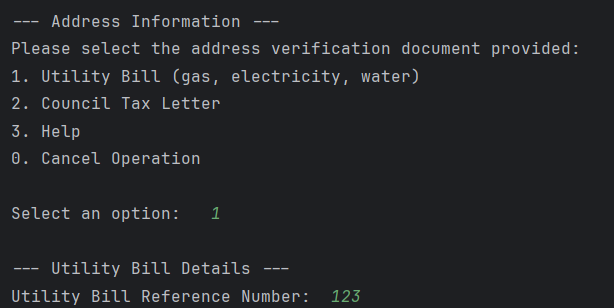 --- Address Information ---
Please select the address verification document provided:
1. Utility Bill (gas, electricity, water)
2. Council Tax Letter
3. Help
0. Cancel Operation
Select an option: 1
--- Utility Bill Details ---
Utility Bill Reference Number: 123